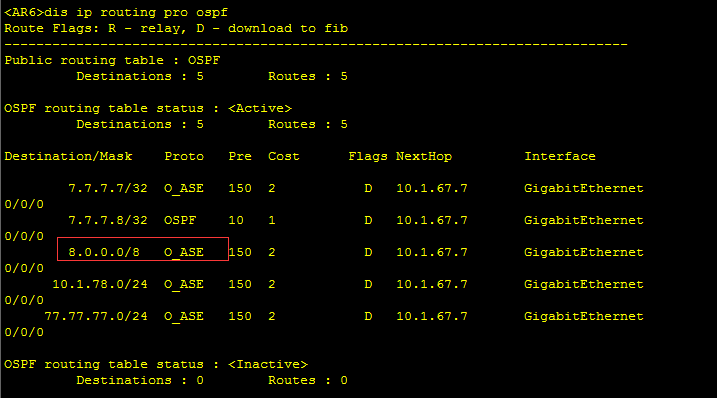 <AR6>dis ip routing pro ospf
Route Flags: R - relay, D - download to fib
------------------------------------------------------------------------------
Public routing table : OSPF
         Destinations : 5        Routes : 5

OSPF routing table status : <Active>
         Destinations : 5        Routes : 5

Destination/Mask    Proto   Pre  Cost      Flags NextHop         Interface

        7.7.7.7/32  O_ASE   150  2           D   10.1.67.7       GigabitEthernet
0/0/0
        7.7.7.8/32  OSPF    10   1           D   10.1.67.7       GigabitEthernet
0/0/0
        8.0.0.0/8   O_ASE   150  2           D   10.1.67.7       GigabitEthernet
0/0/0
      10.1.78.0/24  O_ASE   150  2           D   10.1.67.7       GigabitEthernet
0/0/0
     77.77.77.0/24  O_ASE   150  2           D   10.1.67.7       GigabitEthernet
0/0/0

OSPF routing table status : <Inactive>
         Destinations : 0        Routes : 0